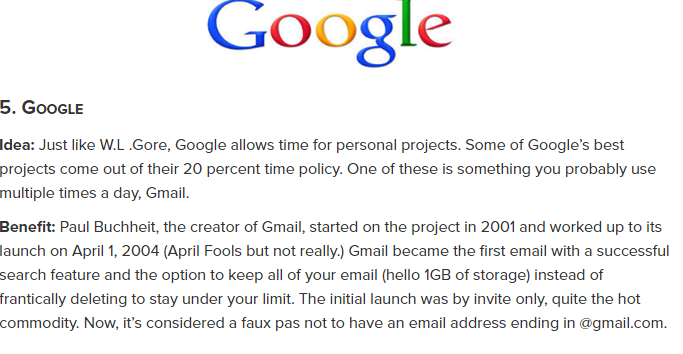 Google
5. GOOGLE
Idea: Just like W.L .Gore, Google allows time for personal projects. Some of Google’s best
projects come out of their 20 percent time policy. One of these is something you probably use
multiple times a day, Gmail.
Benefit: Paul Buchheit, the creator of Gmail, started on the project in 2001 and worked up to its
launch on April 1, 2004 (April Fools but not really.) Gmail became the first email with a successful
search feature and the option to keep all of your email (hello 1GB of storage) instead of
frantically deleting to stay under your limit. The initial launch was by invite only, quite the hot
commodity. Now, it’s considered a faux pas not to have an email address ending in @gmail.com.